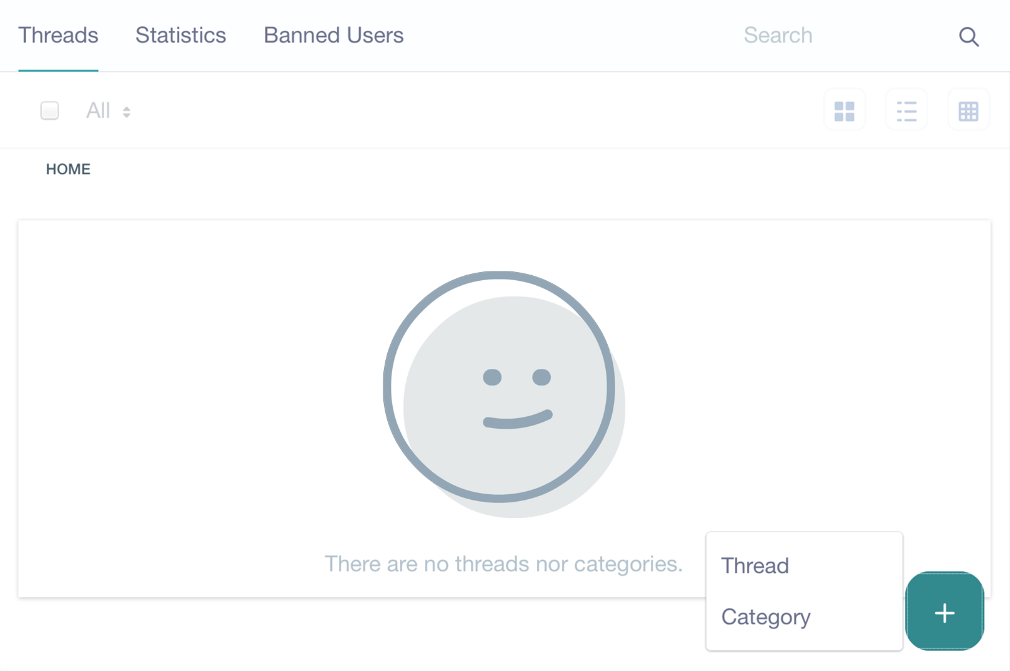 Threads Statistics Banned Users Search
All
HOME
There are no threads nor categories.
Thread
Category